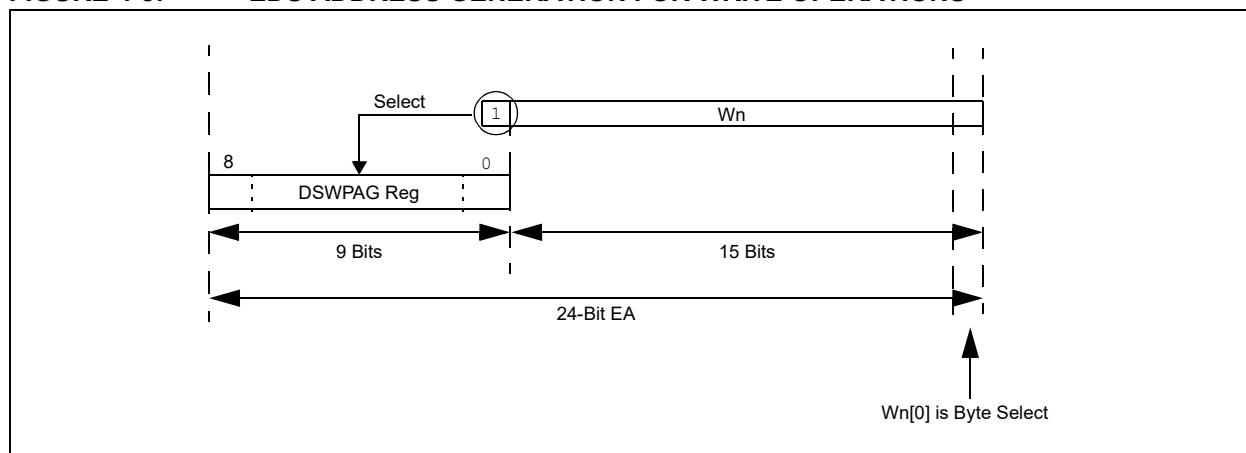 Select
1
Wn
8
0
DSWPAG Reg
9 Bits
15 Bits
24-Bit EA
Wn[0] is Byte Select